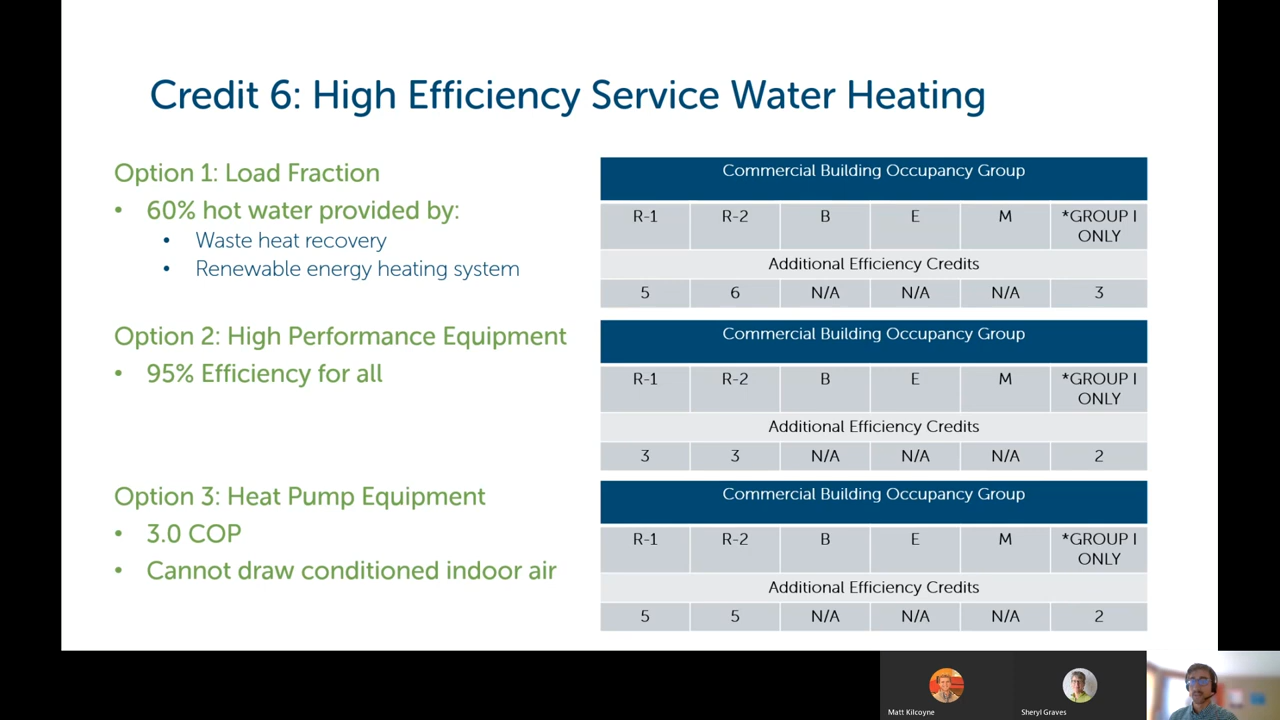 Credit 6: High Efficiency Service Water Heating
Option 1: Load Fraction
• 60% hot water provided by:
• Waste heat recovery
• Renewable energy heating system
Commercial Building Occupancy Group
R-1 R-2 B E M *GROUP I
ONLY
Additional Efficiency Credits
5 6 N/A N/A N/A 3
Option 2: High Performance Equipment
• 95% Efficiency for all
Commercial Building Occupancy Group
R-1 R-2 B E M *GROUP I
ONLY
Additional Efficiency Credits
3 3 N/A N/A N/A 2
Option 3: Heat Pump Equipment
• 3.0 COP
• Cannot draw conditioned indoor air
Commercial Building Occupancy Group
R-1 R-2 B E M *GROUP I
ONLY
Additional Efficiency Credits
5 5 N/A N/A N/A 2
Matt Kilcoyne
Sheryl Graves